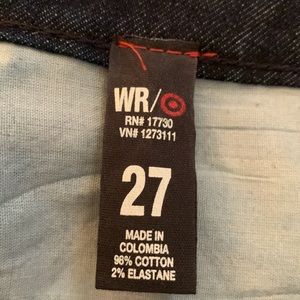 WR/
RN# 17730
VN# 1273111
27
MADE IN
COLOMBIA
98% COTTON
2% ELASTANE